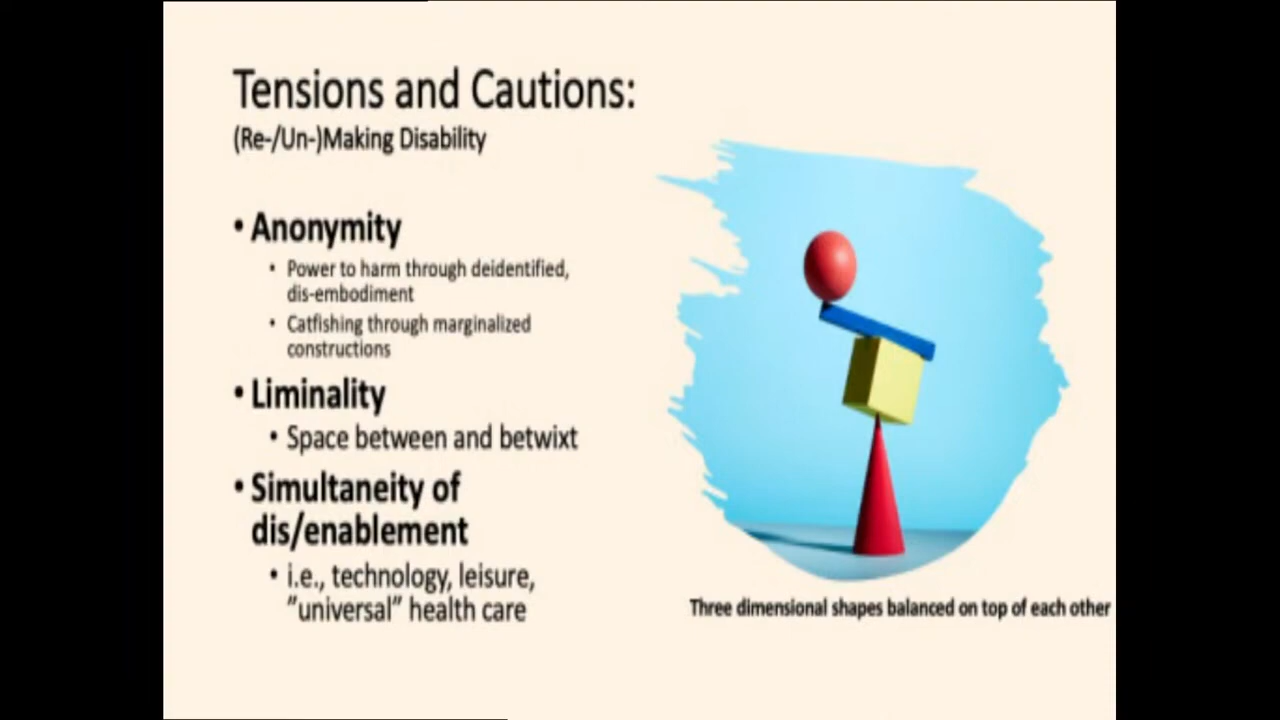 Tensions and Cautions:
(Re-/Un-)Making Disability
• Anonymity
• Power to harm through deidentified,
dis-embodiment
• Catfishing through marginalized
constructions
• Liminality
• Space between and betwixt
• Simultaneity of
dis/enablement
• i.e., technology, leisure,
”universal” health care
Three dimensional shapes balanced on top of each other